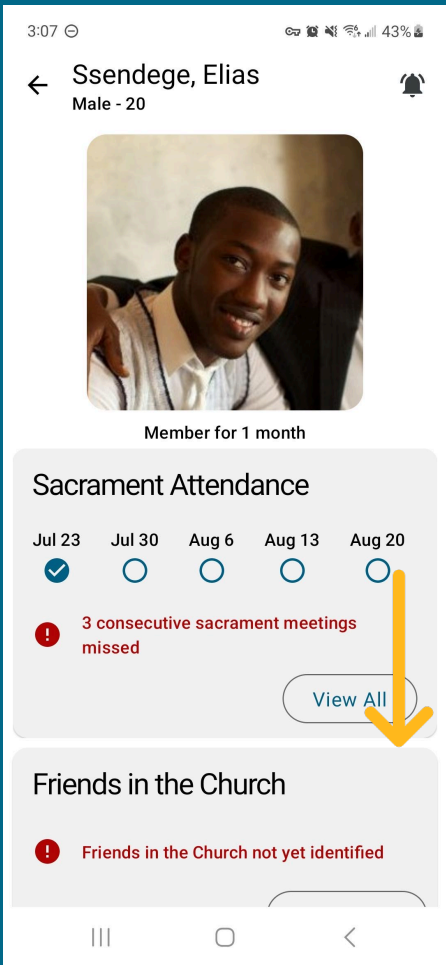 3:07
43%
Ssendege, Elias
Male - 20
Member for 1 month
Sacrament Attendance
Jul 23 Jul 30 Aug 6 Aug 13 Aug 20
3 consecutive sacrament meetings
missed
View All
Friends in the Church
Friends in the Church not yet identified